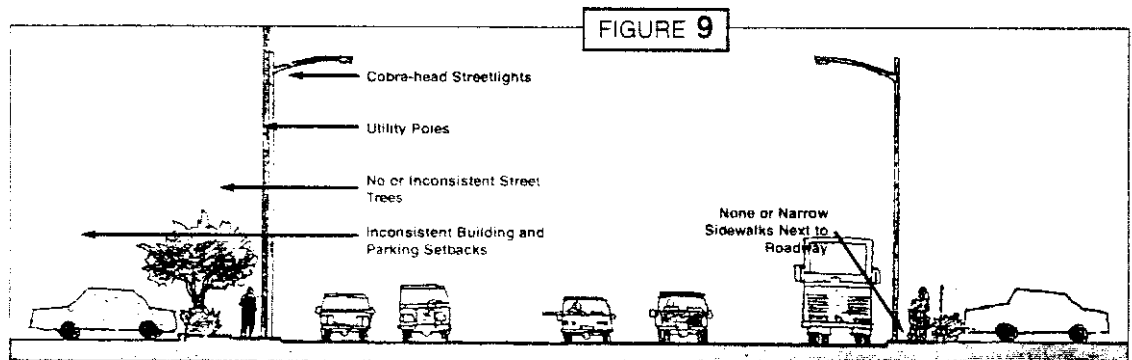 FIGURE 9
Cobra-head Streetlights
Utility Poles
No or Inconsistent Street
Trees
Inconsistent Building and
Parking Setbacks
None or Narrow
Sidewalks Next to
Roadway